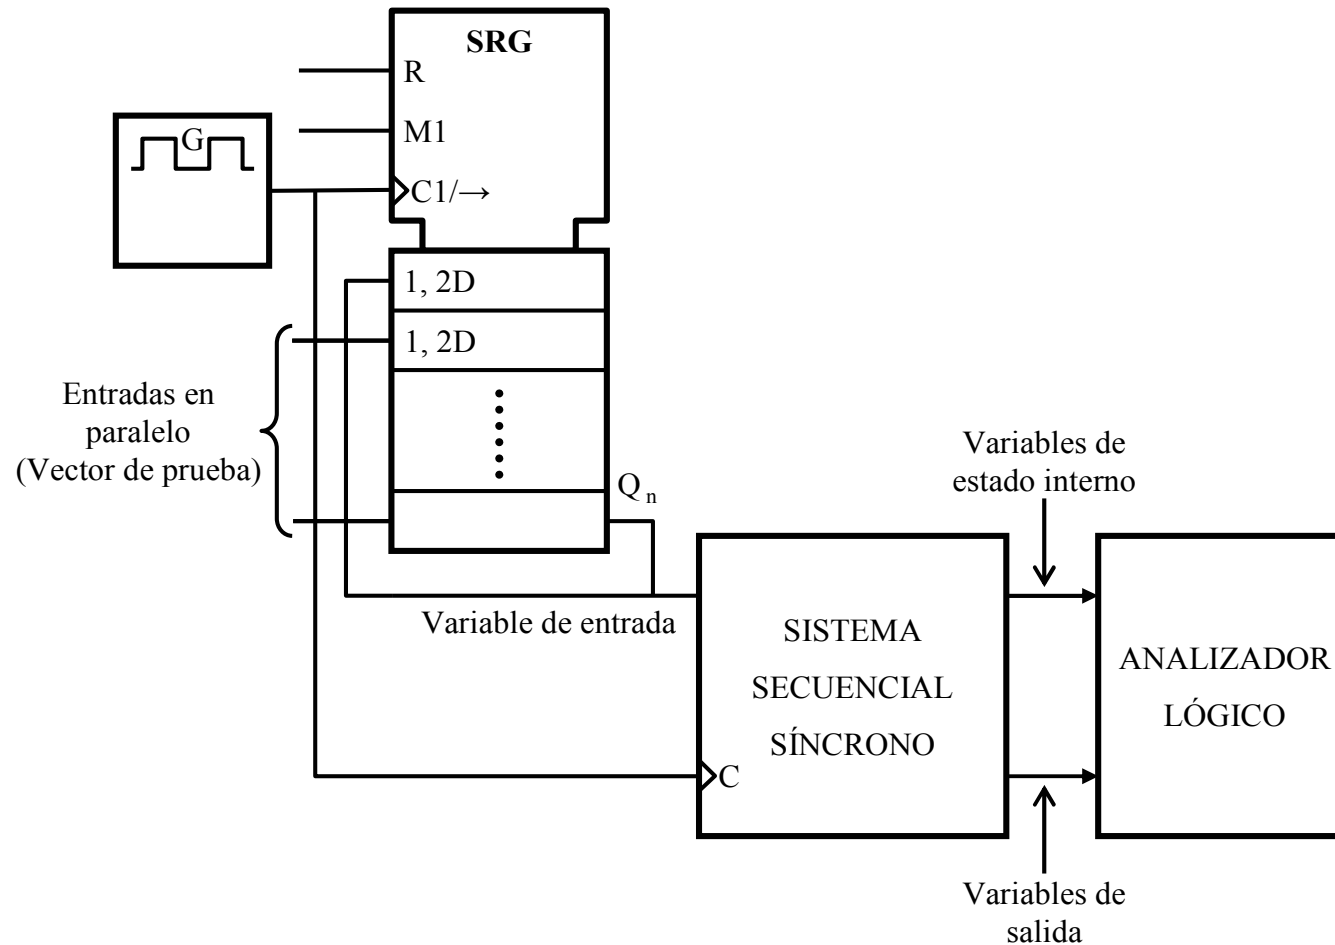 SRG
R
M1
G
C1/→
1, 2D
1, 2D
Entradas en
paralelo
(Vector de prueba)
Q n
Variable de entrada
Variables de
estado interno
SISTEMA
SECUENCIAL
SÍNCRONO
C
ANALIZADOR
LÓGICO
Variables de
salida